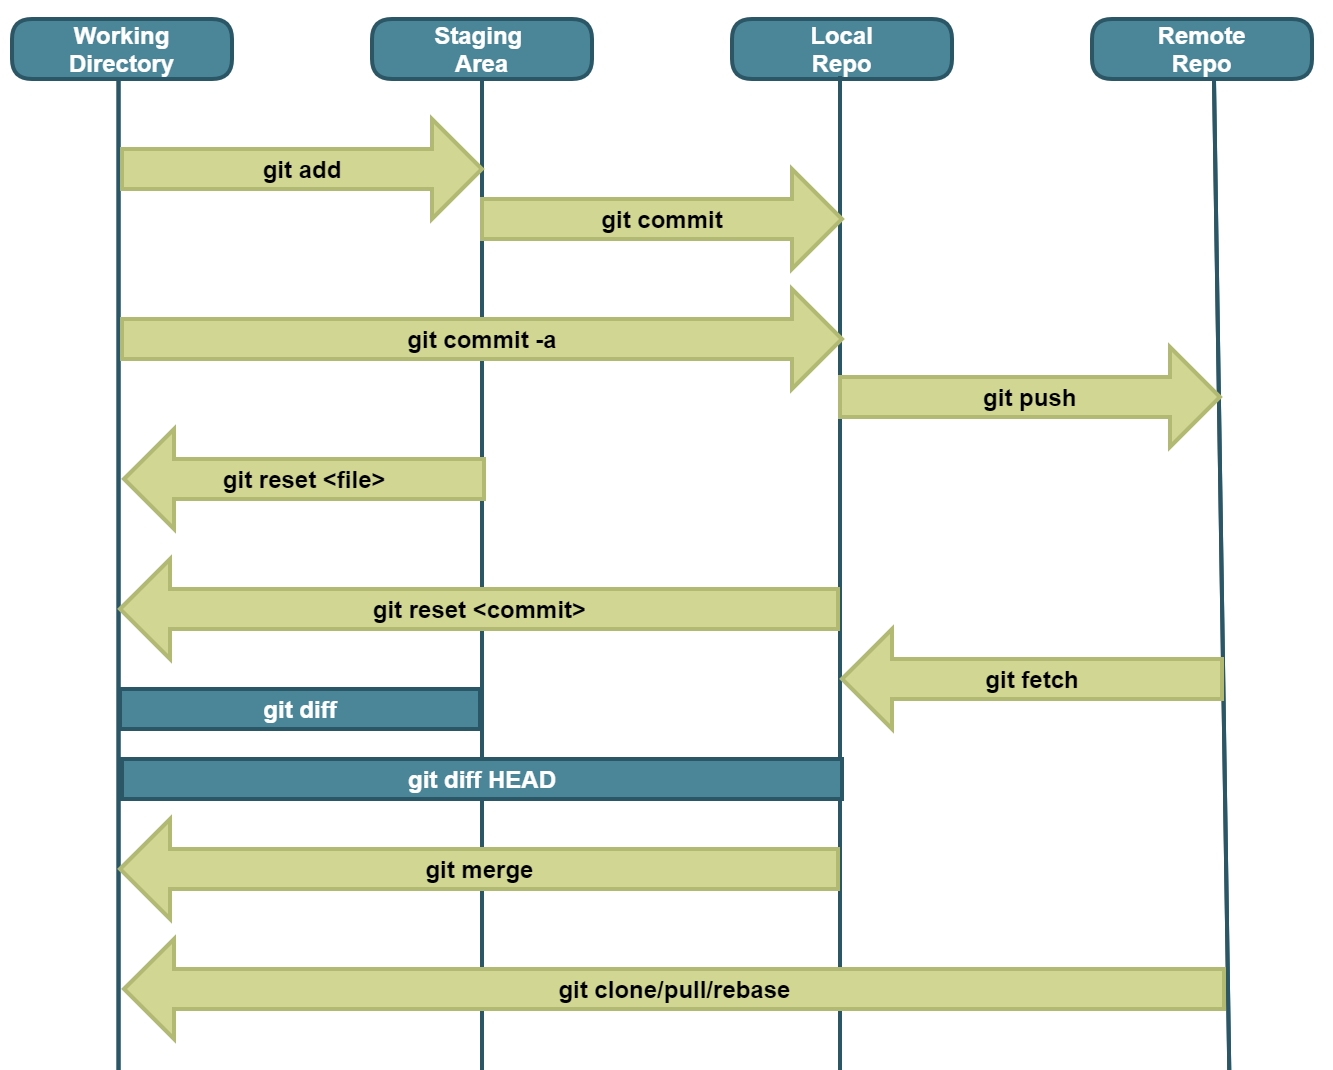 Working
Directory
Staging
Area
Local
Repo
Remote
Repo
git add
git commit
git commit -a
git push
git reset <file>
git reset <commit>
git fetch
git diff
git diff HEAD
git merge
git clone/pull/rebase